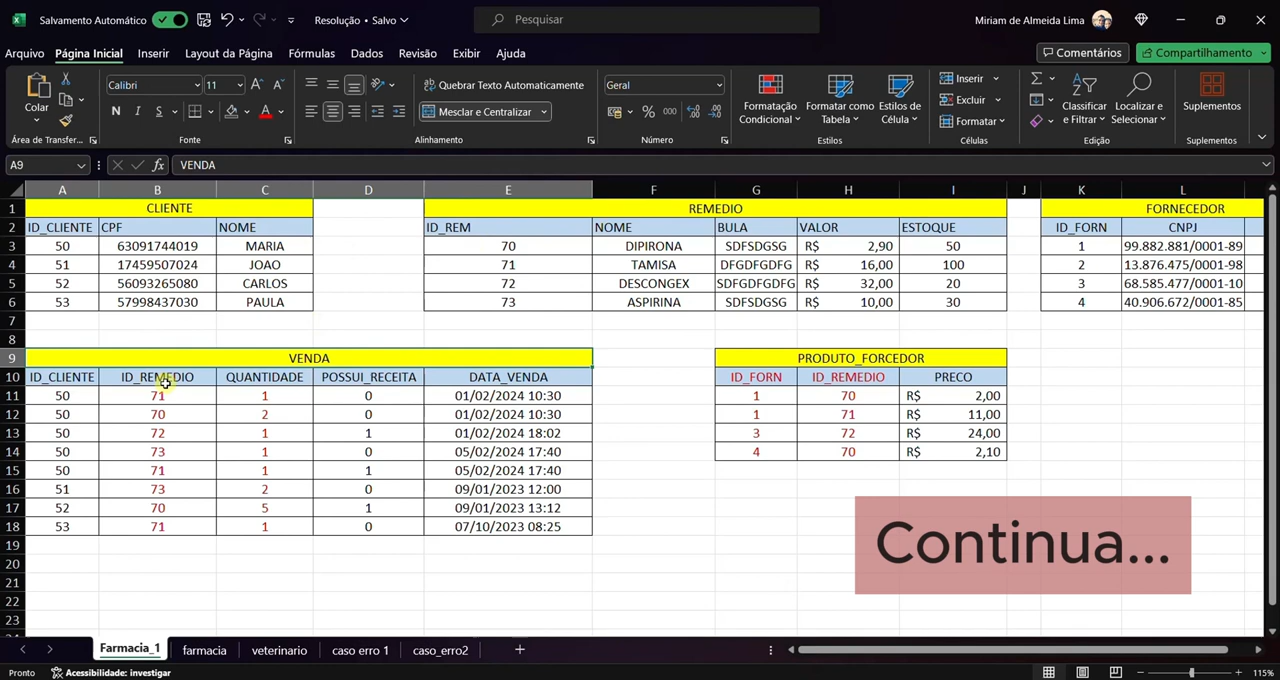 Salvamento Automático Resolução • Salvo Pesquisar Miriam de Almeida Lima
Arquivo Página Inicial Inserir Layout da Página Fórmulas Dados Revisão Exibir Ajuda Comentários Compartilhamento
Colar Calibri 11 Quebrar Texto Automaticamente Geral Formatação Condicional Formatar como Tabela Estilos de Célula Inserir Classificar e Filtrar Localizar e Selecionar Suplementos
N I S A Mesclar e Centralizar % 000 Excluir
Formatar
Área de Transfer... Fonte Alinhamento Número Estilos Células Edição Suplementos
A9 fx VENDA
A B C D E F G H I J K L
1 CLIENTE REMEDIO FORNECEDOR
2 ID_CLIENTE CPF NOME ID_REM NOME BULA VALOR ESTOQUE ID_FORN CNPJ
3 50 63091744019 MARIA 70 DIPIRONA SDFSDGSG R$ 2,90 50 1 99.882.881/0001-89
4 51 17459507024 JOAO 71 TAMISA DFGDFGDFG R$ 16,00 100 2 13.876.475/0001-98
5 52 56093265080 CARLOS 72 DESCONGEX SDFGDFGDFG R$ 32,00 20 3 68.585.477/0001-10
6 53 57998437030 PAULA 73 ASPIRINA SDFSDGSG R$ 10,00 30 4 40.906.672/0001-85
7
8
9 VENDA PRODUTO_FORCEDOR
10 ID_CLIENTE ID_REMEDIO QUANTIDADE POSSUI_RECEITA DATA_VENDA ID_FORN ID_REMEDIO PRECO
11 50 71 1 0 01/02/2024 10:30 1 70 R$ 2,00
12 50 70 2 0 01/02/2024 10:30 1 71 R$ 11,00
13 50 72 1 1 01/02/2024 18:02 3 72 R$ 24,00
14 50 73 1 0 05/02/2024 17:40 4 70 R$ 2,10
15 50 71 1 1 05/02/2024 17:40
16 51 73 2 0 09/01/2023 12:00
17 52 70 5 1 09/01/2023 13:12
18 53 71 1 0 07/10/2023 08:25
19
Continua...
20
21
22
23
Farmacia_1 farmacia veterinario caso erro 1 caso_erro2
Pronto Acessibilidade: investigar 115%